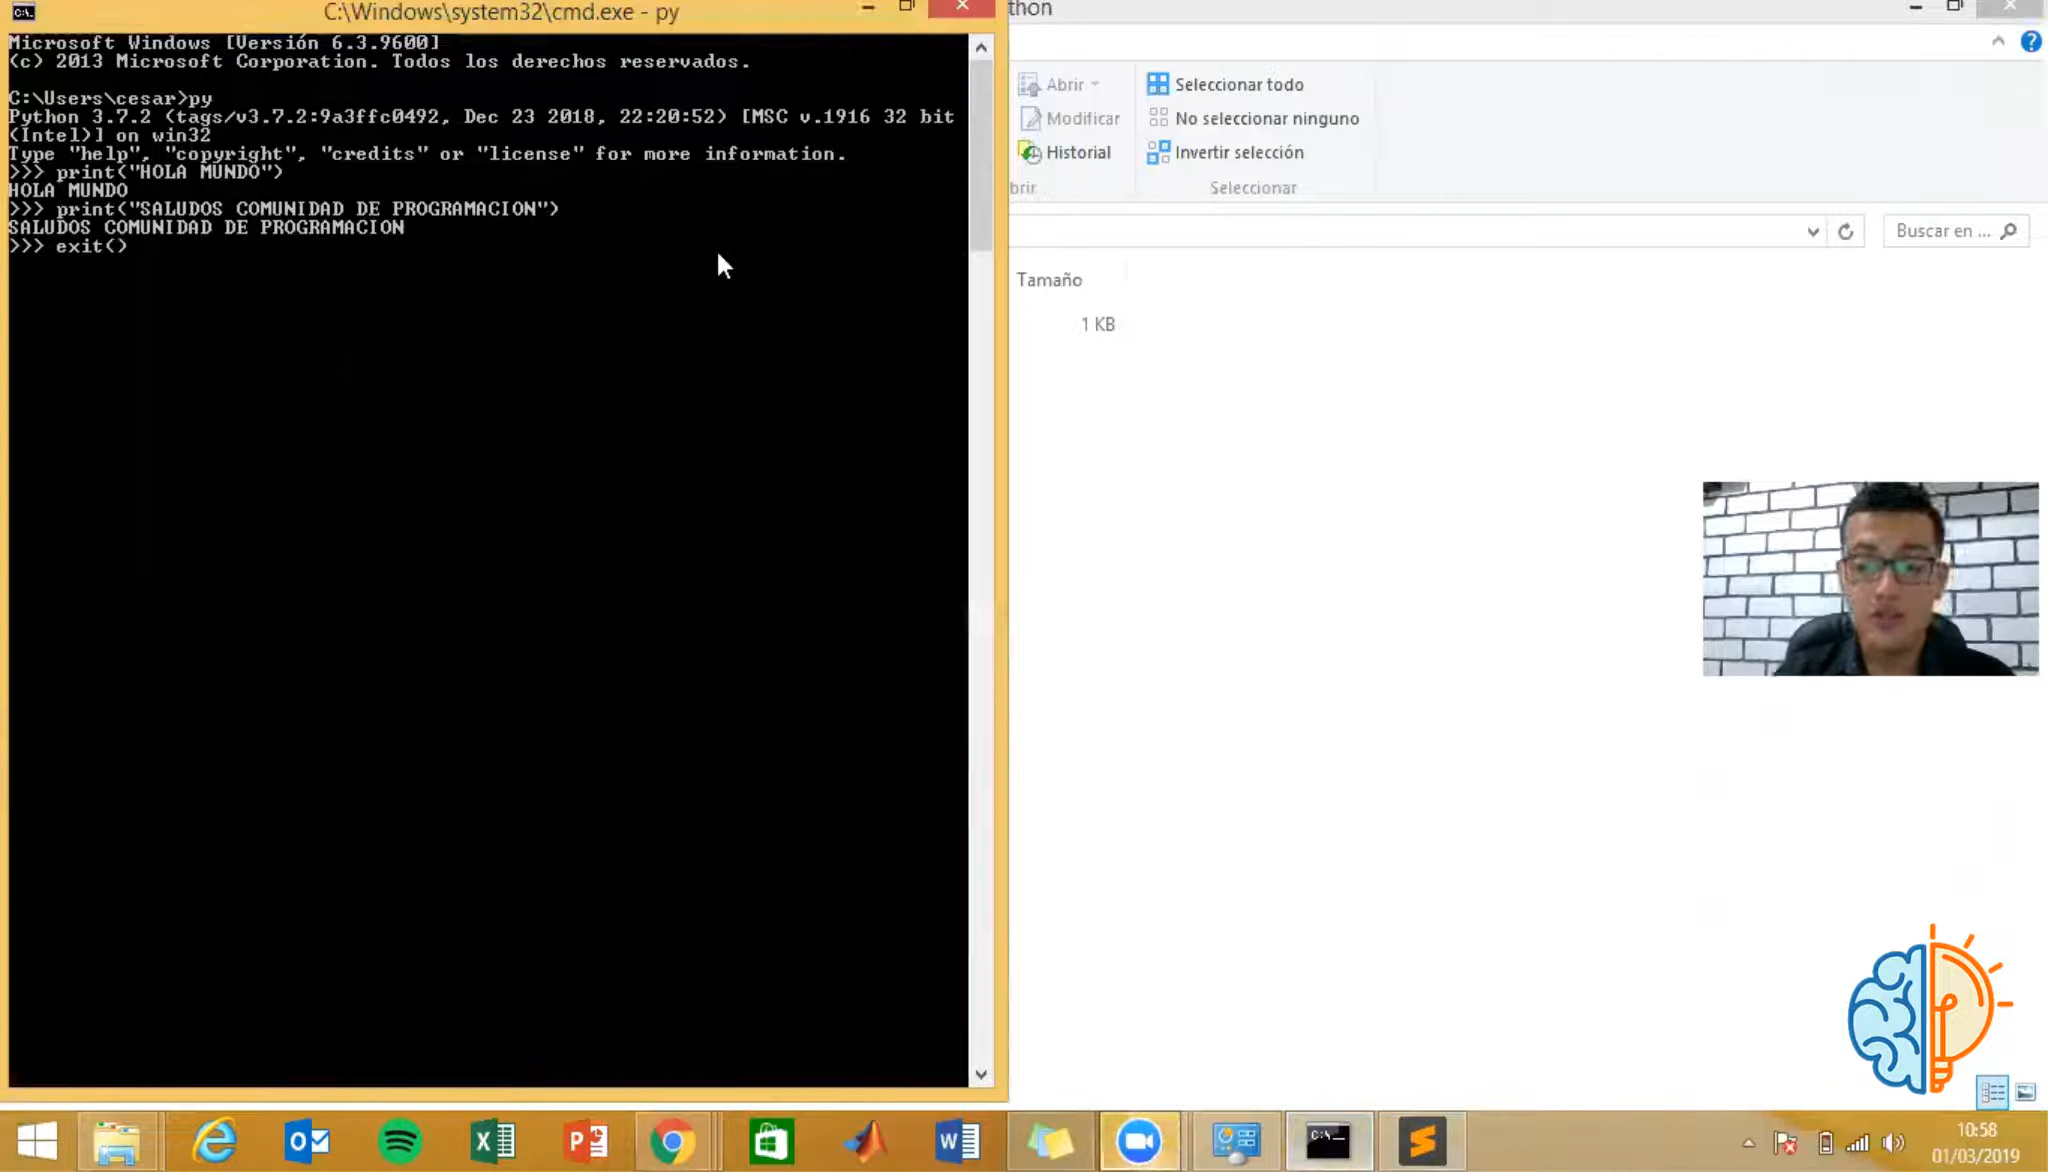 C:\Windows\system32\cmd.exe - py
Microsoft Windows [Versión 6.3.9600]
(c) 2013 Microsoft Corporation. Todos los derechos reservados.
C:\Users\cesar>py
Python 3.7.2 (tags/v3.7.2:9a3ffc0492, Dec 23 2018, 22:20:52) [MSC v.1916 32 bit
(Intel)] on win32
Type "help", "copyright", "credits" or "license" for more information.
>>> print("HOLA MUNDO")
HOLA MUNDO
>>> print("SALUDOS COMUNIDAD DE PROGRAMACION")
SALUDOS COMUNIDAD DE PROGRAMACION
>>> exit()
thon
Abrir
Modificar
Historial
brir
Seleccionar todo
No seleccionar ninguno
Invertir selección
Seleccionar
Buscar en ...
Tamaño
1 KB
10:58
01/03/2019